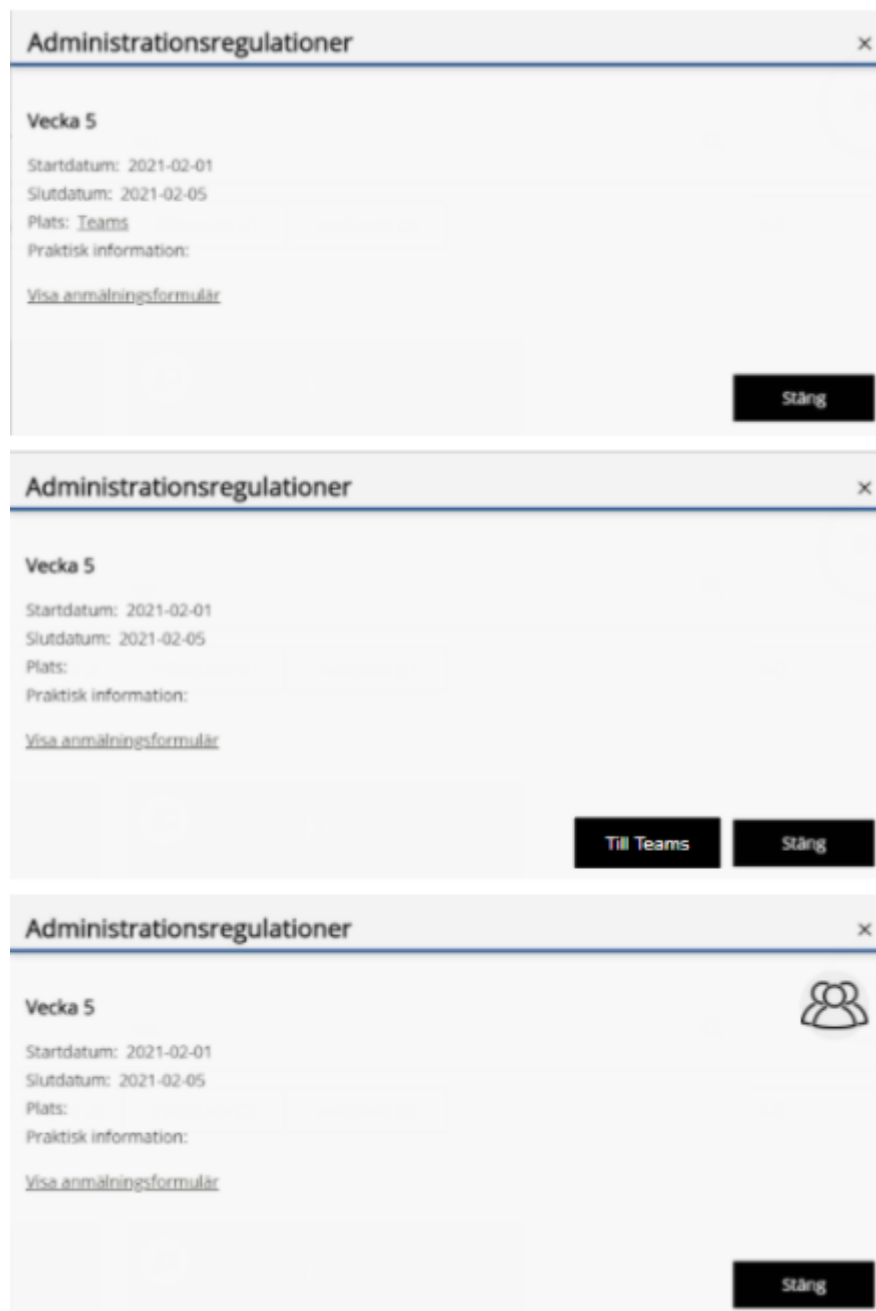 Administrationsregulationer ×
Vecka 5
Startdatum: 2021-02-01
Slutdatum: 2021-02-05
Plats: Teams
Praktisk information:
Visa anmälningsformulär
Stäng
Administrationsregulationer ×
Vecka 5
Startdatum: 2021-02-01
Slutdatum: 2021-02-05
Plats:
Praktisk information:
Visa anmälningsformulär
Till Teams Stäng
Administrationsregulationer ×
Vecka 5
Startdatum: 2021-02-01
Slutdatum: 2021-02-05
Plats:
Praktisk information:
Visa anmälningsformulär
Stäng